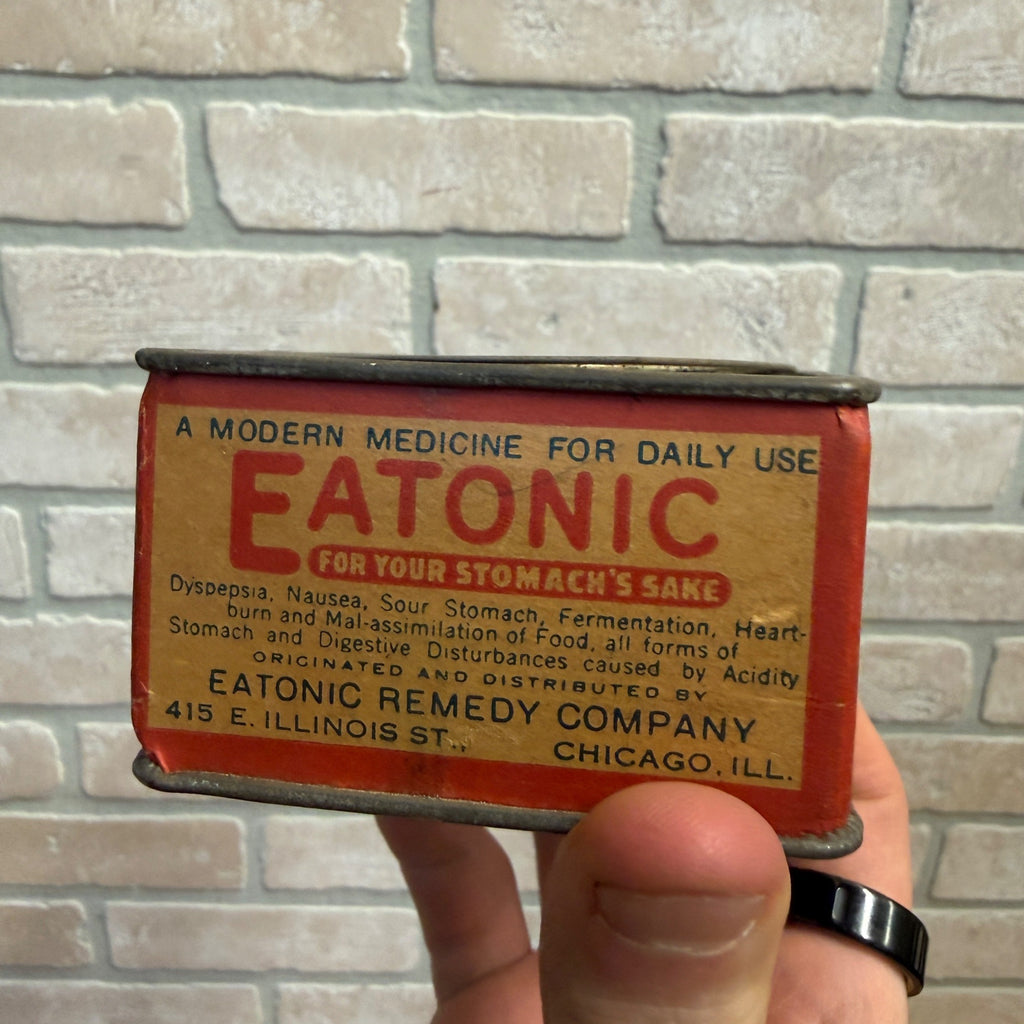 A MODERN MEDICINE FOR DAILY USE
EATONIC
FOR YOUR STOMACH'S SAKE
Dyspepsia, Nausea, Sour Stomach, Fermentation, Heart-
burn and Mal-assimilation of Food, all forms of
Stomach and Digestive Disturbances caused by Acidity
ORIGINATED AND DISTRIBUTED BY
EATONIC REMEDY COMPANY
415 E. ILLINOIS ST., CHICAGO, ILL.